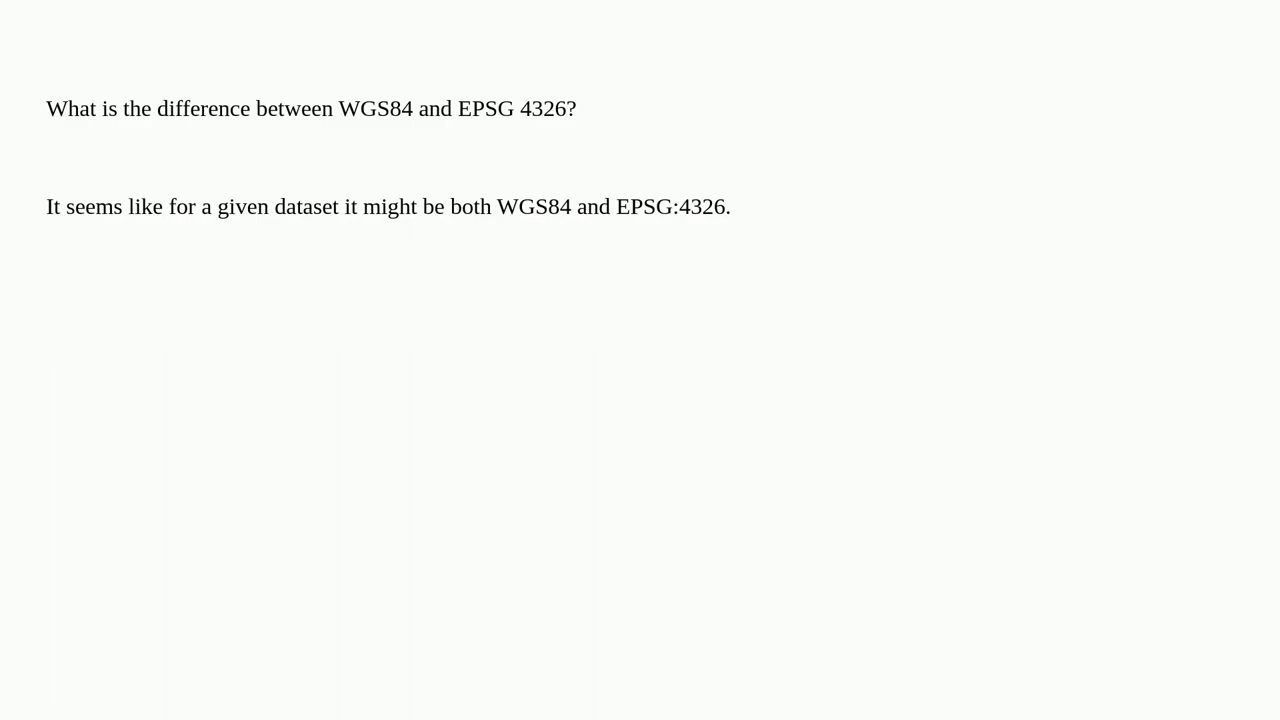 What is the difference between WGS84 and EPSG 4326?
It seems like for a given dataset it might be both WGS84 and EPSG:4326.